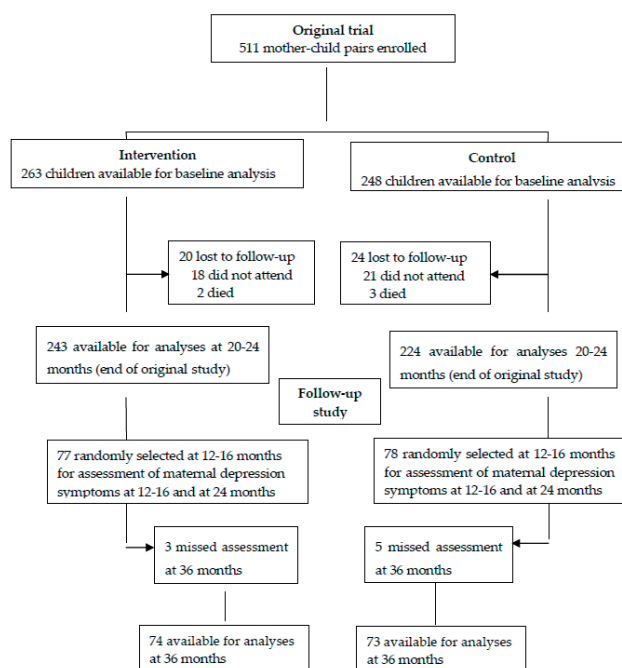 Original trial
511 mother-child pairs enrolled
Intervention
263 children available for baseline analysis
Control
248 children available for baseline analysis
20 lost to follow-up
18 did not attend
2 died
24 lost to follow-up
21 did not attend
3 died
243 available for analyses at 20-24
months (end of original study)
224 available for analyses 20-24
months (end of original study)
Follow-up
study
77 randomly selected at 12-16 months
for assessment of maternal depression
symptoms at 12-16 and at 24 months
78 randomly selected at 12-16 months
for assessment of maternal depression
symptoms at 12-16 and at 24 months
3 missed assessment
at 36 months
5 missed assessment
at 36 months
74 available for analyses
at 36 months
73 available for analyses
at 36 months